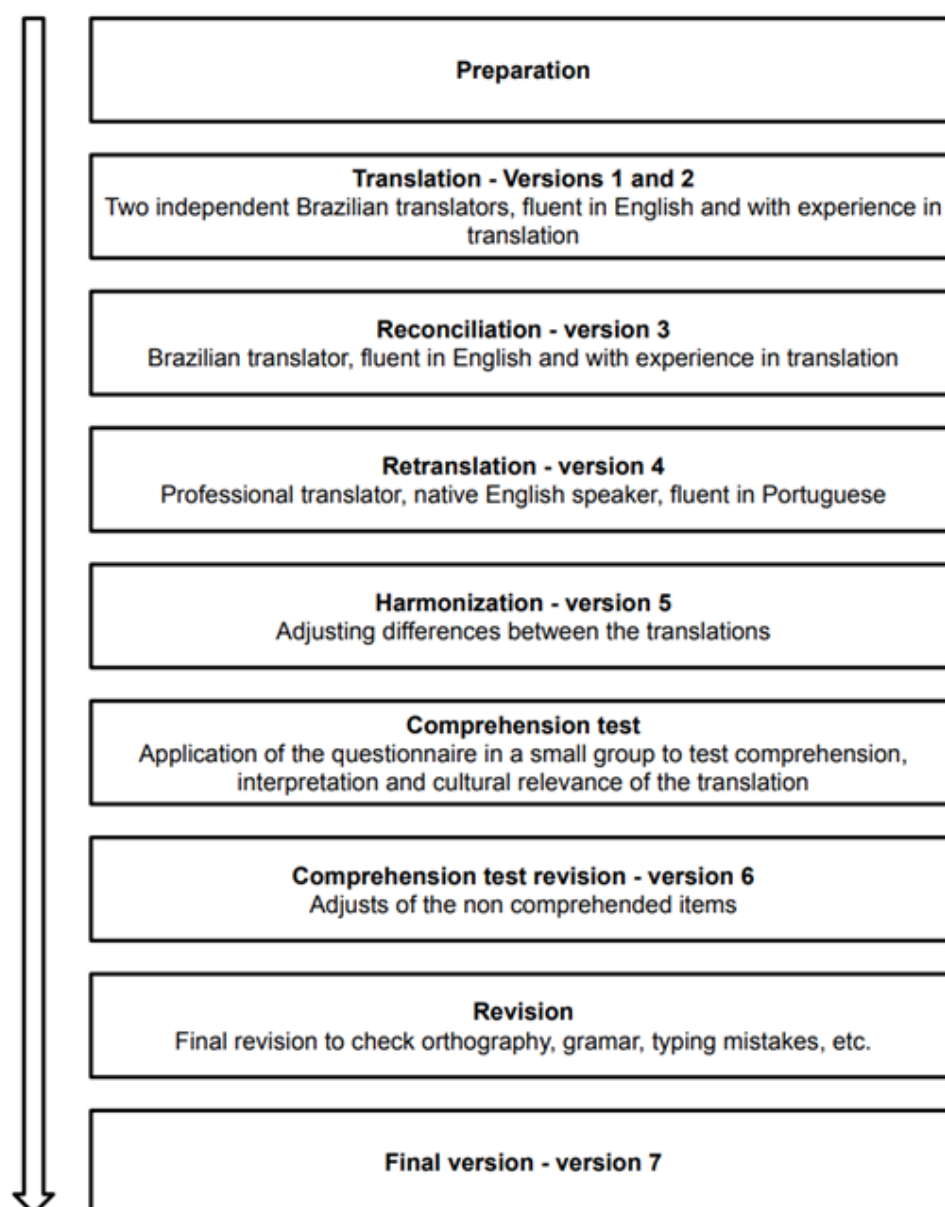 Preparation
Translation - Versions 1 and 2
Two independent Brazilian translators, fluent in English and with experience in
translation
Reconciliation - version 3
Brazilian translator, fluent in English and with experience in translation
Retranslation - version 4
Professional translator, native English speaker, fluent in Portuguese
Harmonization - version 5
Adjusting differences between the translations
Comprehension test
Application of the questionnaire in a small group to test comprehension,
interpretation and cultural relevance of the translation
Comprehension test revision - version 6
Adjusts of the non comprehended items
Revision
Final revision to check orthography, gramar, typing mistakes, etc.
Final version - version 7